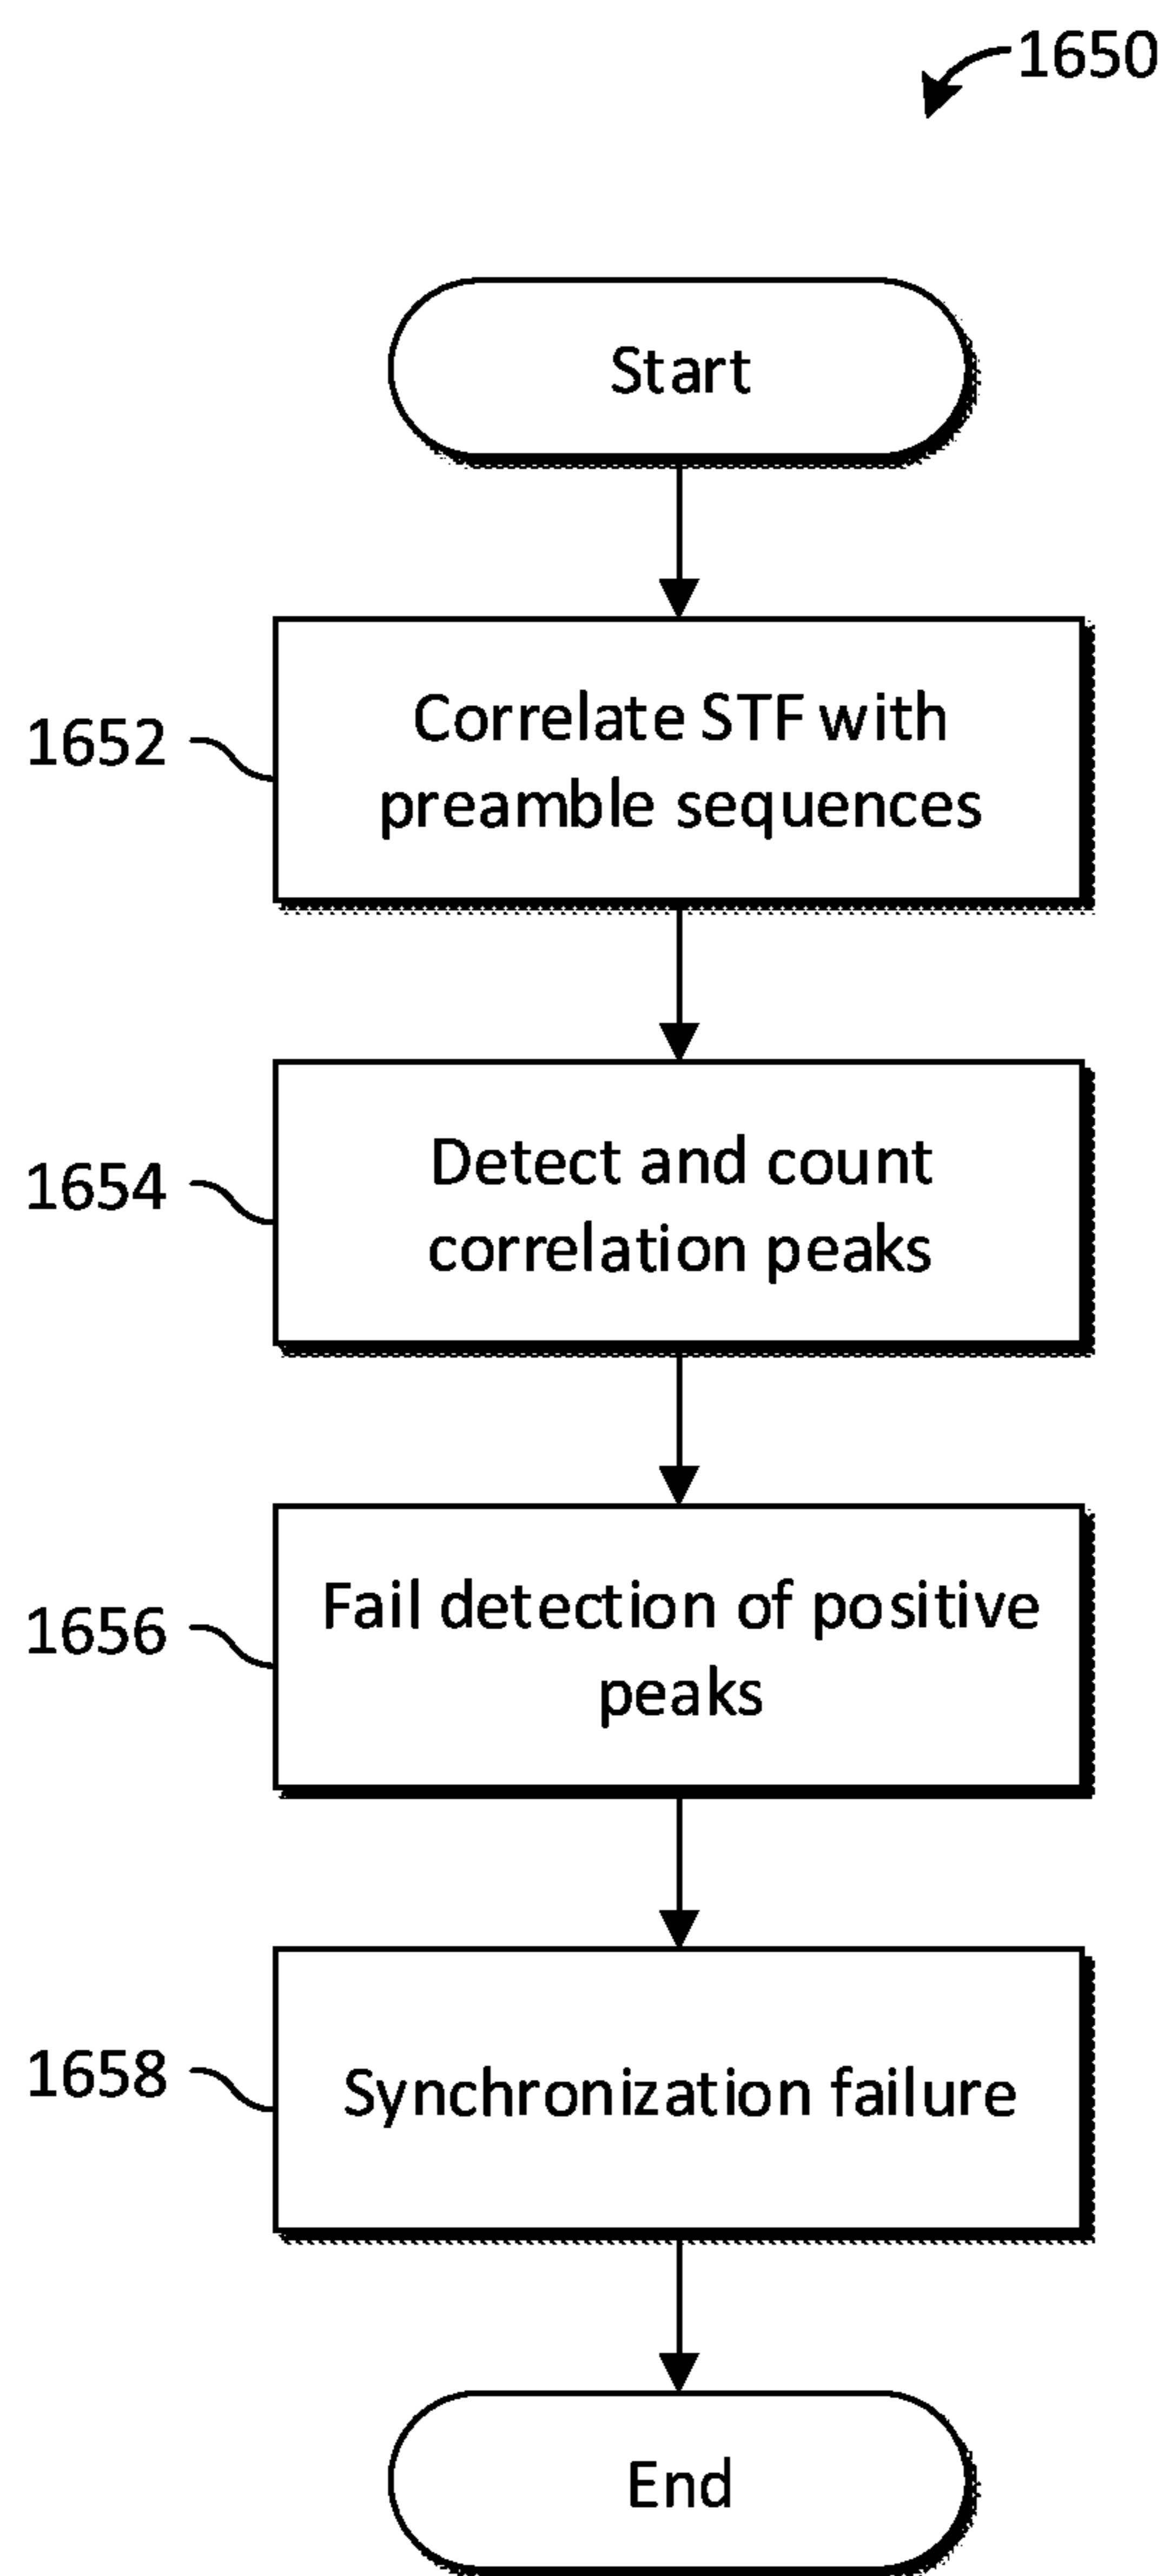 1650
Start
1652
Correlate STF with
preamble sequences
1654
Detect and count
correlation peaks
1656
Fail detection of positive
peaks
1658
Synchronization failure
End